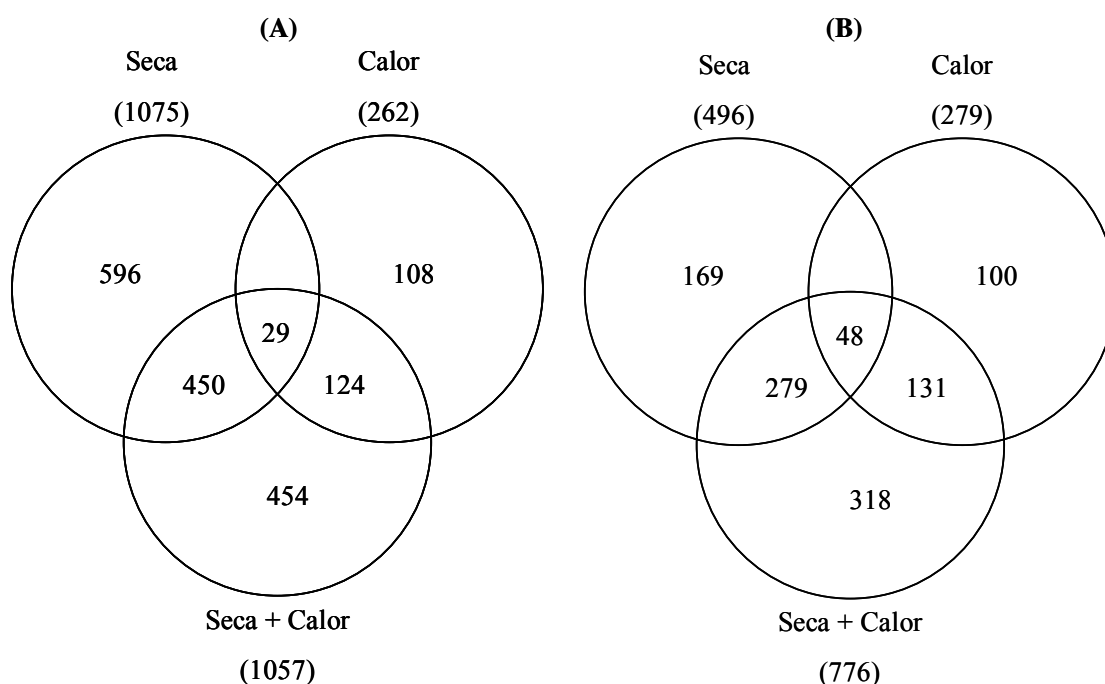 (A)
Seca
Calor
(1075)
(262)
596
108
29
450
124
454
Seca + Calor
(1057)
(B)
Seca
Calor
(496)
(279)
169
100
48
279
131
318
Seca + Calor
(776)